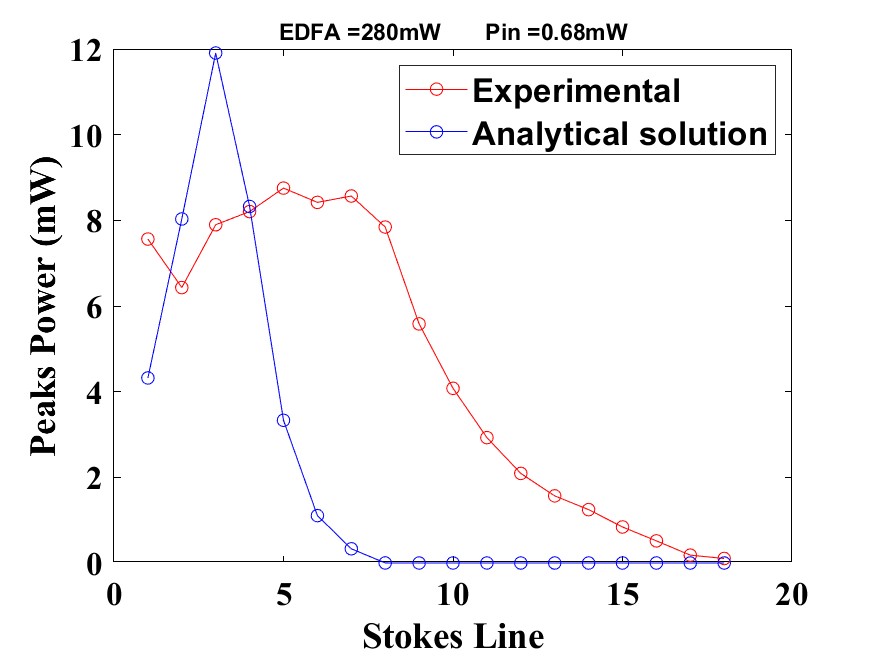 EDFA =280mW Pin =0.68mW
Experimental
Analytical solution
12
10
8
6
4
2
0
Peaks Power (mW)
0 5 10 15 20
Stokes Line